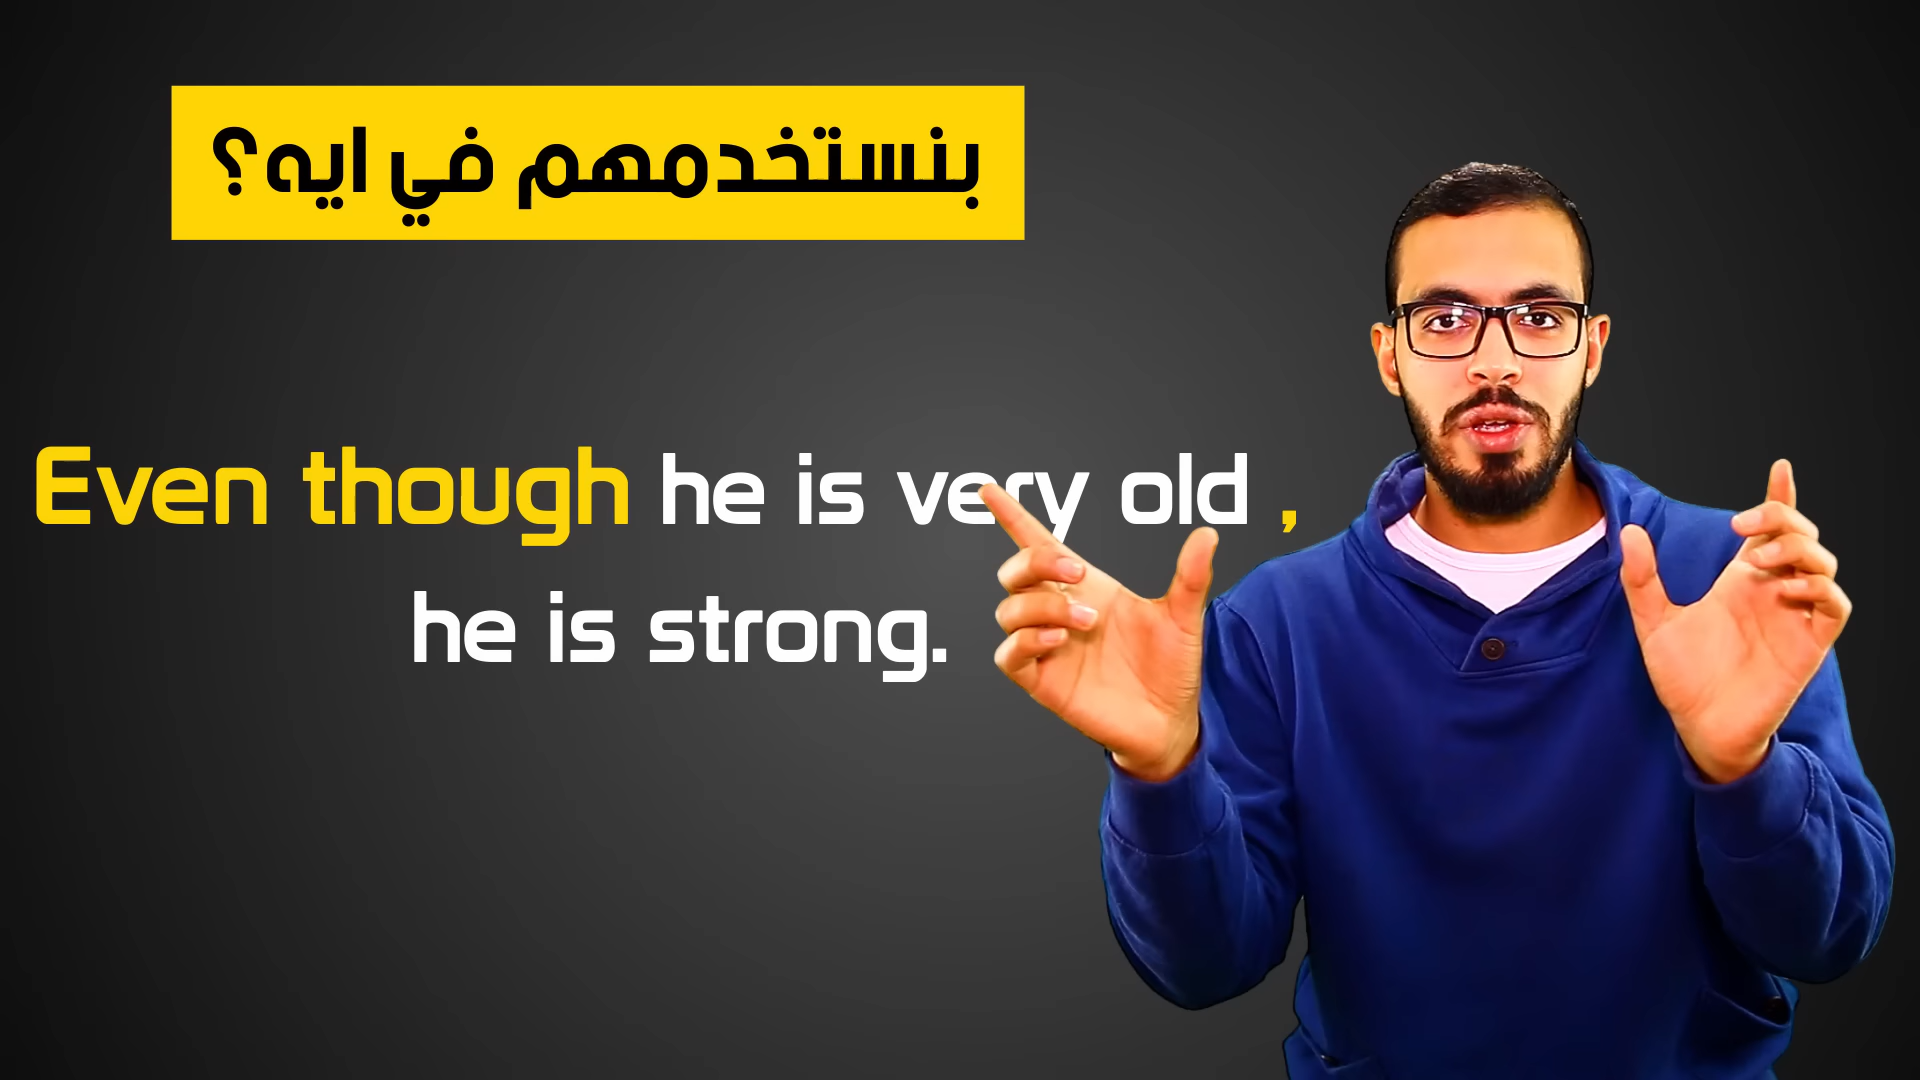 بنستخدمهم في ايه؟
Even though he is very old ,
he is strong.